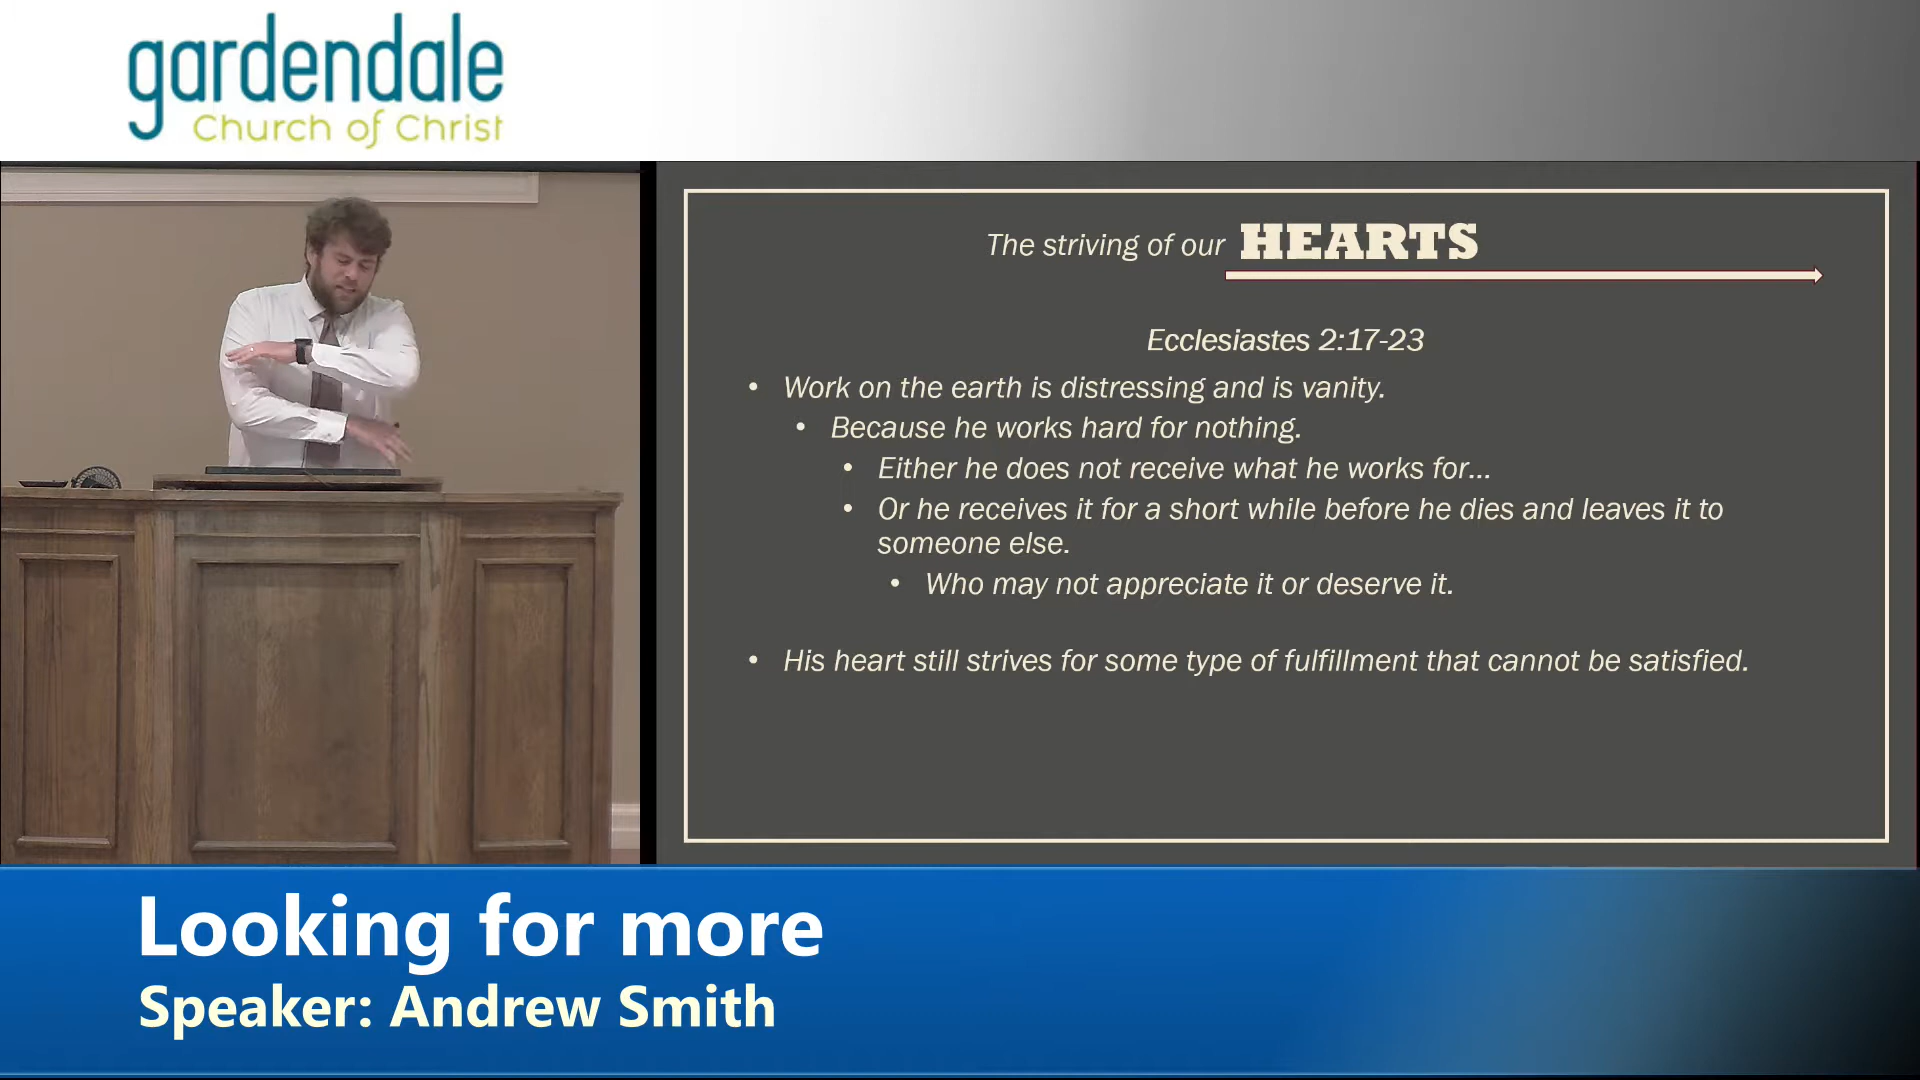 gardendale
Church of Christ
The striving of our HEARTS
Ecclesiastes 2:17-23
• Work on the earth is distressing and is vanity.
• Because he works hard for nothing.
• Either he does not receive what he works for...
• Or he receives it for a short while before he dies and leaves it to
someone else.
• Who may not appreciate it or deserve it.
• His heart still strives for some type of fulfillment that cannot be satisfied.
Looking for more
Speaker: Andrew Smith